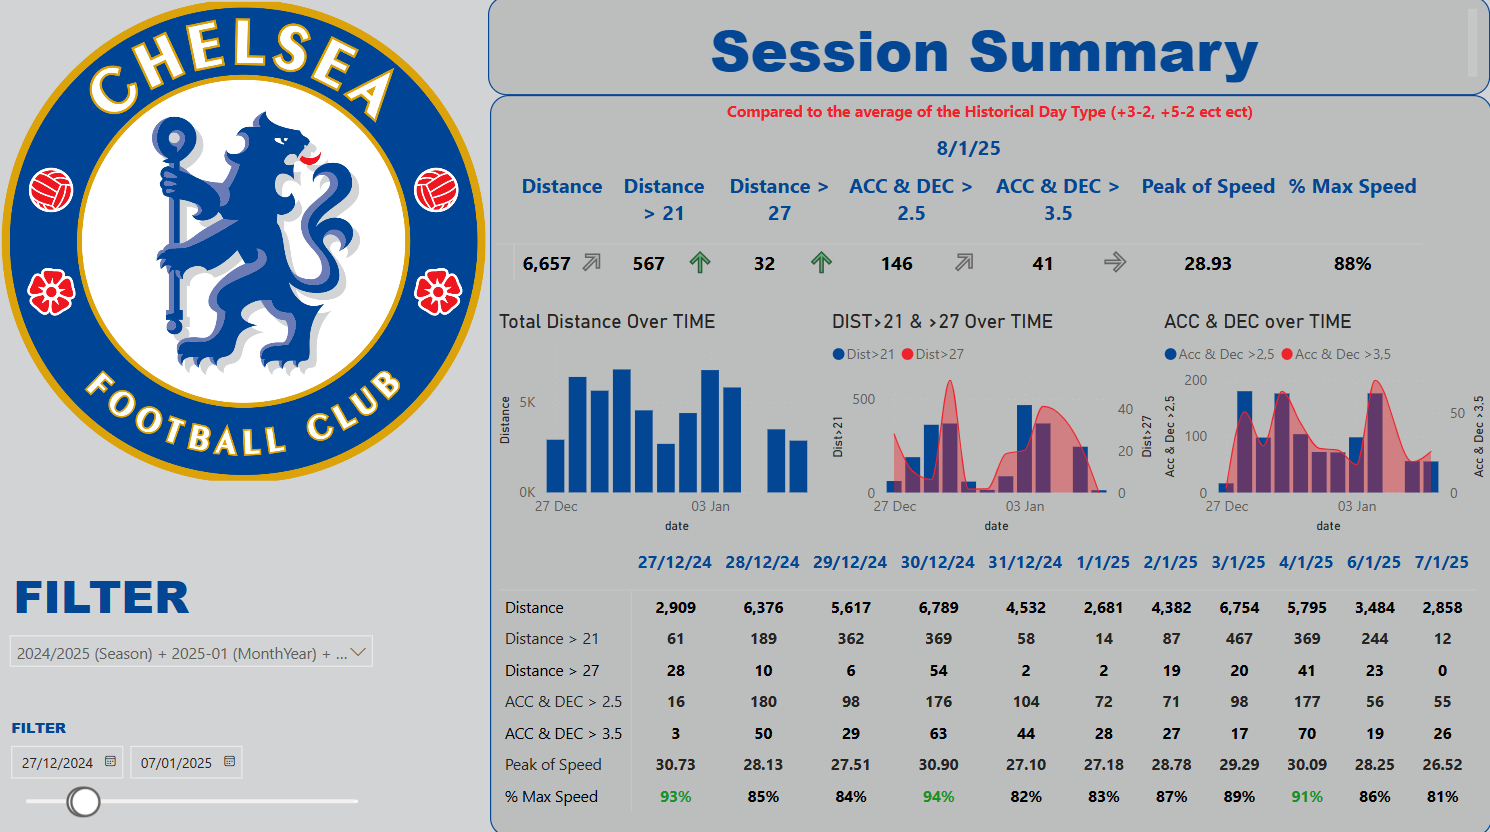 CHELSEA
FOOTBALL CLUB
FILTER
2024/2025 (Season) + 2025-01 (MonthYear) + ...
FILTER
27/12/2024 07/01/2025
Session Summary
Compared to the average of the Historical Day Type (+3-2, +5-2 ect ect)
8/1/25
Distance Distance > 21 Distance > 27 ACC & DEC > 2.5 ACC & DEC > 3.5 Peak of Speed % Max Speed
6,657 567 32 146 41 28.93 88%
Total Distance Over TIME
Distance
5K
0K
27 Dec 03 Jan
date
DIST>21 & >27 Over TIME
Dist>21 Dist>27
Dist>21
500
0
40
20
0
Dist>27
27 Dec 03 Jan
date
ACC & DEC over TIME
Acc & Dec >2,5 Acc & Dec >3,5
Acc & Dec >2.5
200
100
0
50
0
Acc & Dec >3,5
27 Dec 03 Jan
date
27/12/24 28/12/24 29/12/24 30/12/24 31/12/24 1/1/25 2/1/25 3/1/25 4/1/25 6/1/25 7/1/25
Distance 2,909 6,376 5,617 6,789 4,532 2,681 4,382 6,754 5,795 3,484 2,858
Distance > 21 61 189 362 369 58 14 87 467 369 244 12
Distance > 27 28 10 6 54 2 2 19 20 41 23 0
ACC & DEC > 2.5 16 180 98 176 104 72 71 98 177 56 55
ACC & DEC > 3.5 3 50 29 63 44 28 27 17 70 19 26
Peak of Speed 30.73 28.13 27.51 30.90 27.10 27.18 28.78 29.29 30.09 28.25 26.52
% Max Speed 93% 85% 84% 94% 82% 83% 87% 89% 91% 86% 81%